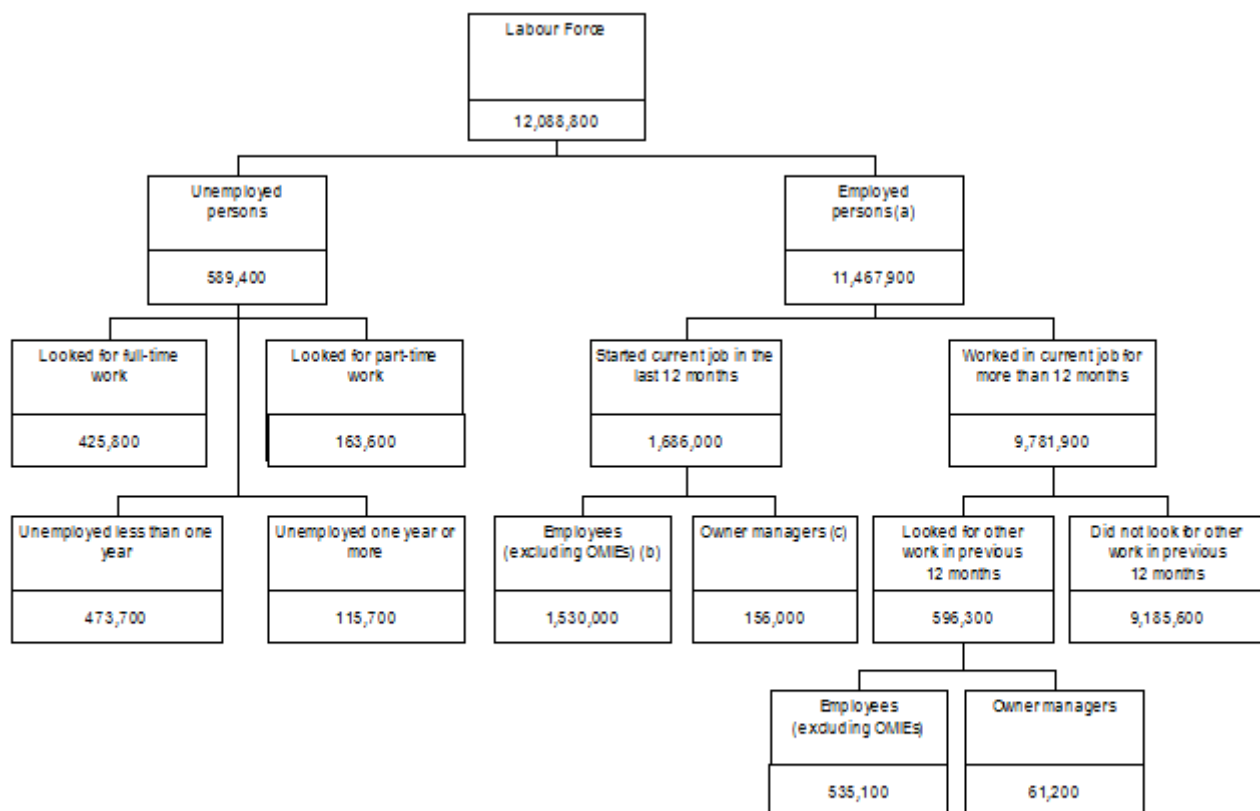 Labour Force
12,088,800
Unemployed
persons
589,400
Employed
persons (a)
11,467,900
Looked for full-time
work
425,800
Looked for part-time
work
163,600
Started current job in the
last 12 months
1,686,000
Worked in current job for
more than 12 months
9,781,900
Unemployed less than one
year
473,700
Unemployed one year or
more
115,700
Employees
(excluding OMIEs) (b)
1,530,000
Owner managers (c)
156,000
Looked for other
work in previous
12 months
596,300
Did not look for other
work in previous
12 months
9,185,600
Employees
(excluding OMIEs)
535,100
Owner managers
61,200